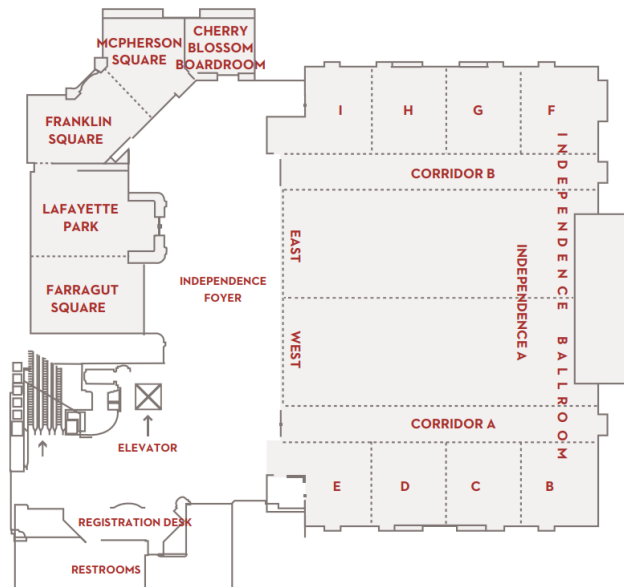 CHERRY
BLOSSOM
BOARDROOM
MCPHERSON
SQUARE
FRANKLIN
SQUARE
LAFAYETTE
PARK
FARRAGUT
SQUARE
INDEPENDENCE
FOYER
I
H
G
F
CORRIDOR B
EAST
WEST
INDEPENDENCE A
INDEPENDENCE BALLROOM
CORRIDOR A
E
D
C
B
ELEVATOR
REGISTRATION DESK
RESTROOMS